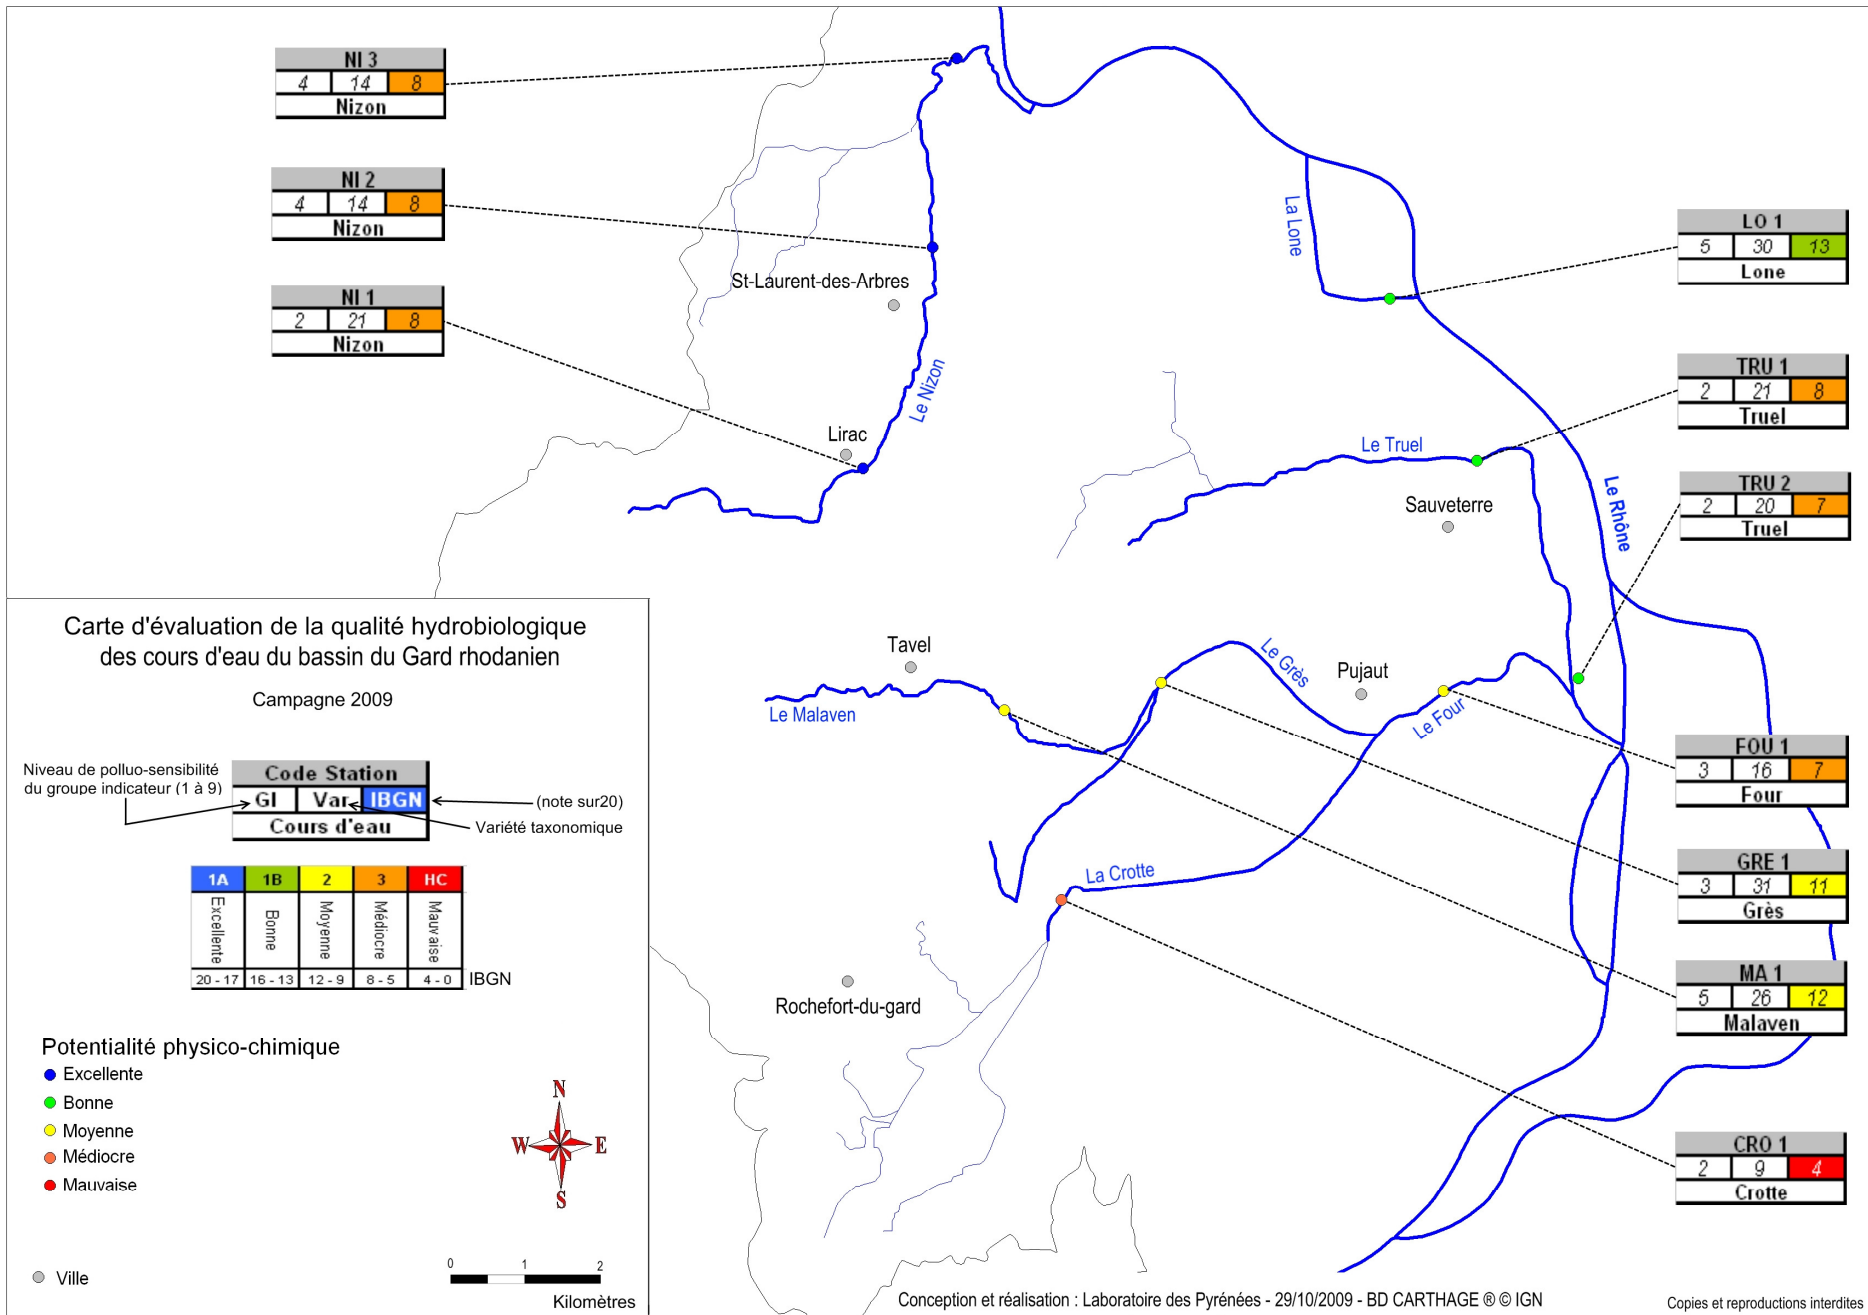 NI 3
4 14 8
Nizon
NI 2
4 14 8
Nizon
NI 1
2 21 8
Nizon
LO 1
5 30 13
Lone
TRU 1
2 21 8
Truel
TRU 2
2 20 7
Truel
FOU 1
3 16 7
Four
GRE 1
3 31 11
Grès
MA 1
5 26 12
Malaven
CRO 1
2 9 4
Crotte
La Lone
St-Laurent-des-Arbres
Le Nizon
Lirac
Le Truel
Sauveterre
Le Rhône
Tavel
Le Malaven
Le Grès
Pujaut
Le Four
La Crotte
Rochefort-du-gard
Carte d'évaluation de la qualité hydrobiologique
des cours d'eau du bassin du Gard rhodanien
Campagne 2009
Niveau de polluo-sensibilité
du groupe indicateur (1 à 9)
Code Station
GI Var IBGN
Cours d'eau
(note sur20)
Variété taxonomique
1A 1B 2 3 HC
Excellente Bonne Moyenne Médiocre Mauvaise
20 - 17 16 - 13 12 - 9 8 - 5 4 - 0 IBGN
Potentialité physico-chimique
Excellente
Bonne
Moyenne
Médiocre
Mauvaise
N
W E
S
Ville
0 1 2
Kilomètres
Conception et réalisation : Laboratoire des Pyrénées - 29/10/2009 - BD CARTHAGE ® © IGN
Copies et reproductions interdites